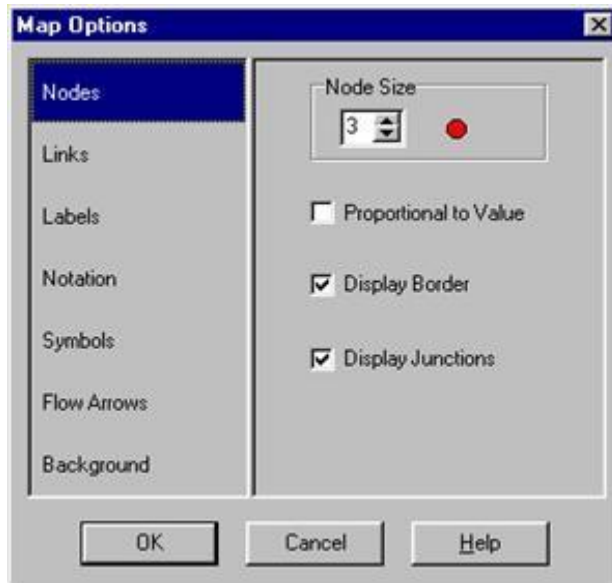 Map Options
Nodes
Links
Labels
Notation
Symbols
Flow Arrows
Background
Node Size
3
Proportional to Value
Display Border
Display Junctions
OK
Cancel
Help